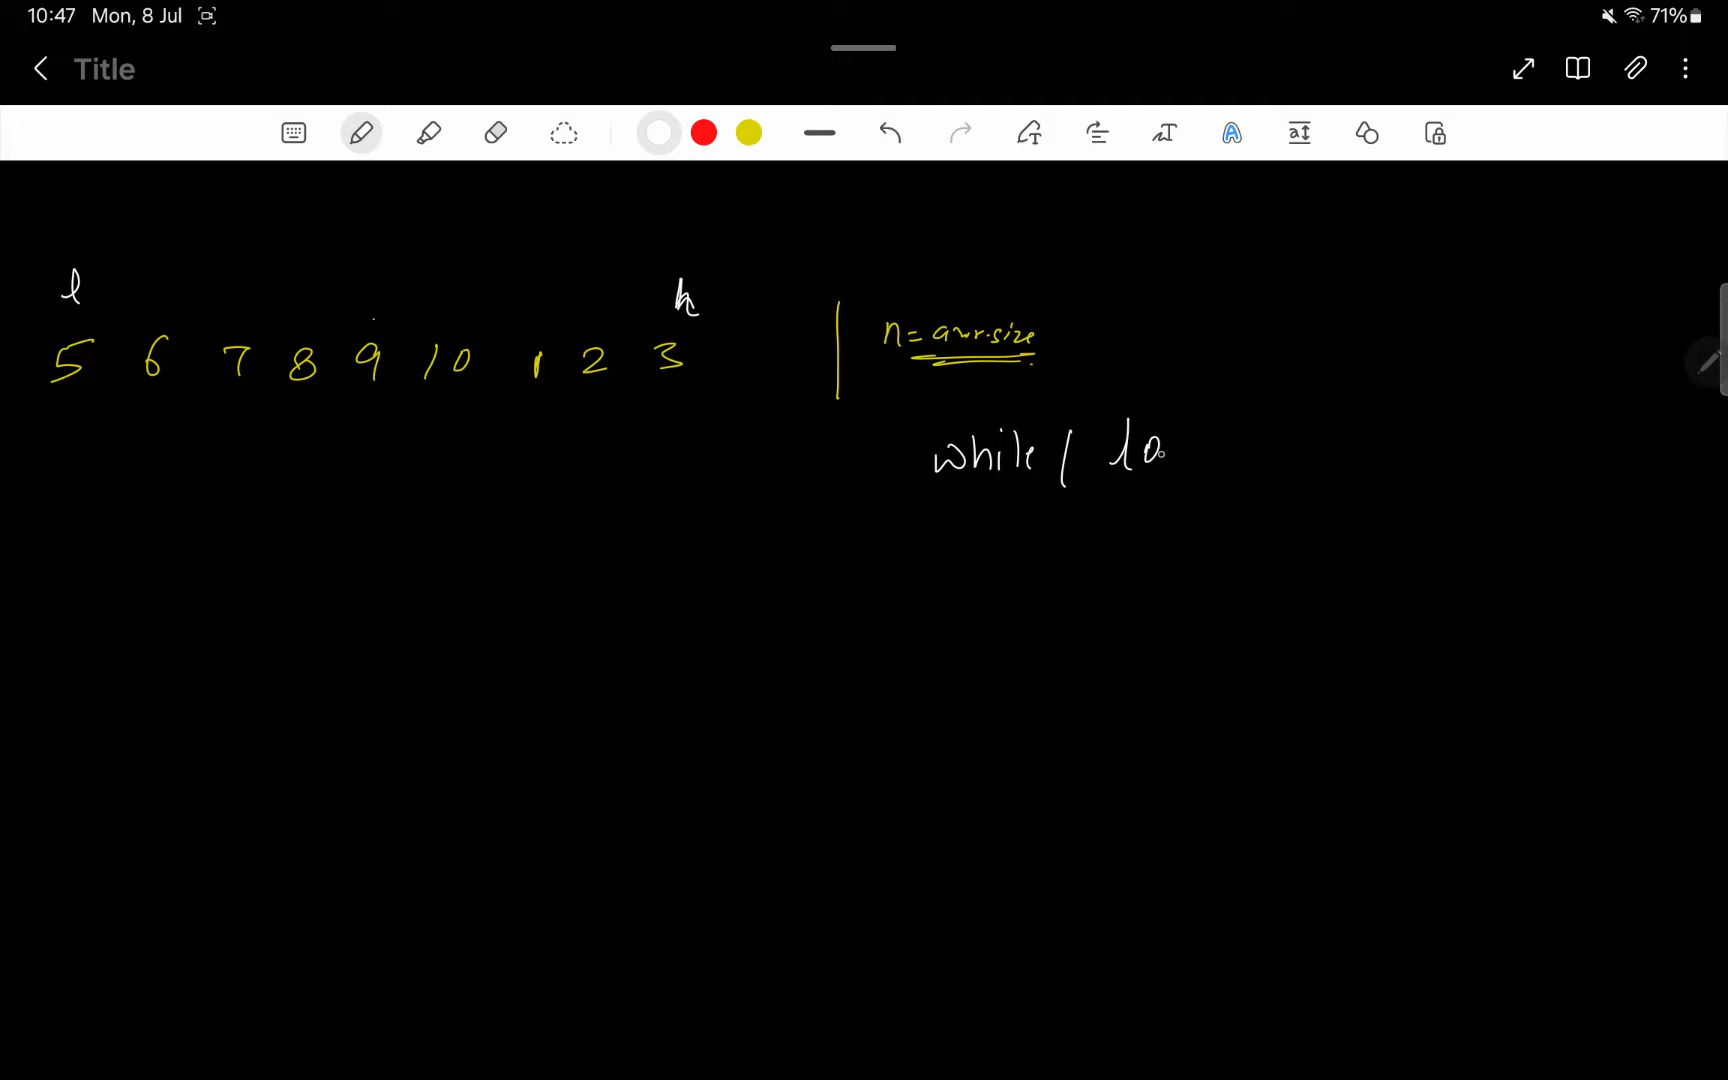 10:47 Mon, 8 Jul 71%
Title
l h
5 6 7 8 9 10 1 2 3
n = arr.size
while( lo